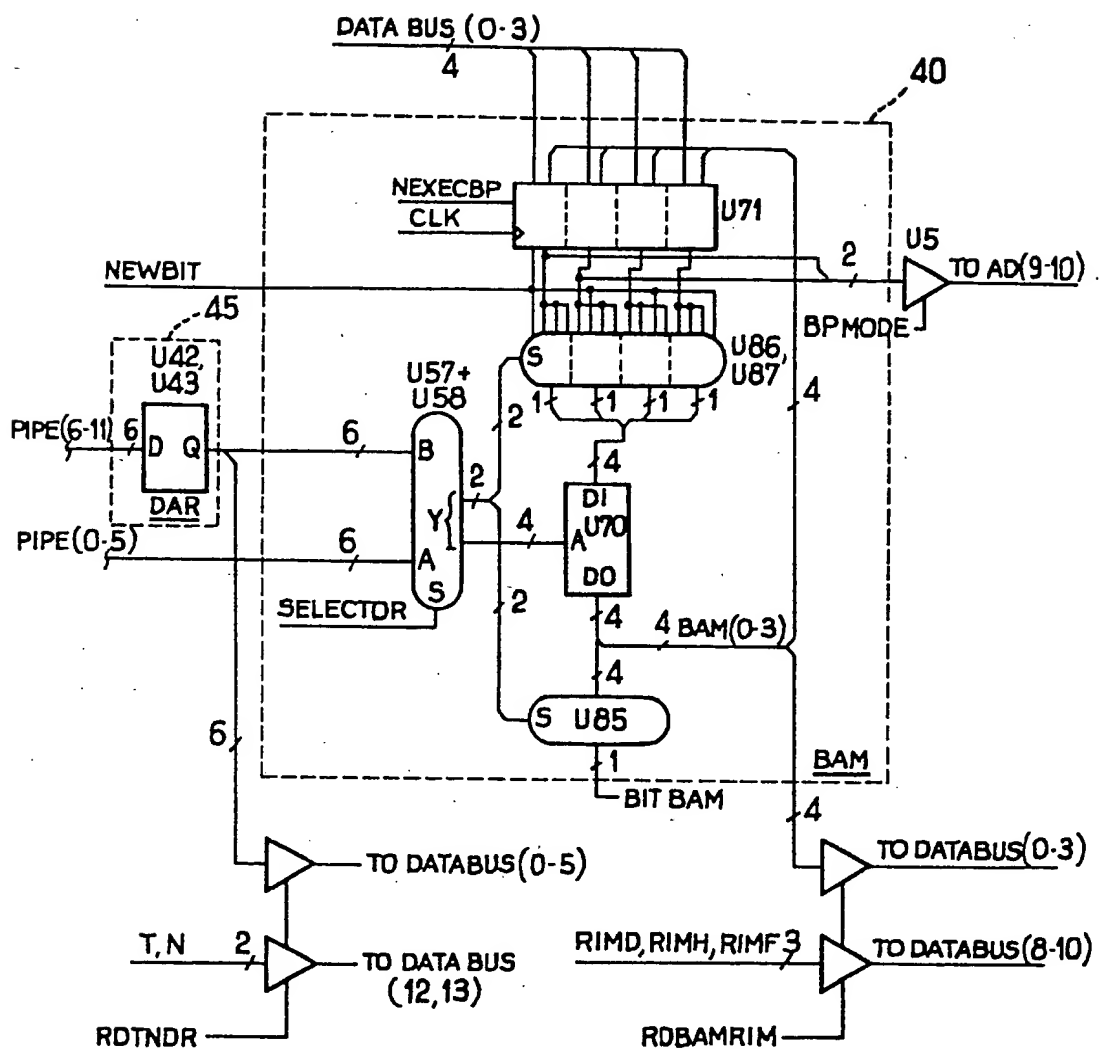 DATA BUS (0-3)
4
40
NEXECBP
CLK
U71
U5
2
TO AD(9-10)
NEWBIT
BPMODE
45
U42,
U43
U57+
U58
S
U86,
U87
1
1
1
1
2
4
PIPE(6-11)
6
D
Q
6
B
2
4
DAR
Y{
DI
U70
4
A
DO
PIPE(0-5)
6
A
S
SELECTOR
2
4
4
BAM(0-3)
4
S
U85
6
1
BAM
BIT BAM
4
TO DATABUS(0-5)
TO DATABUS(0-3)
T, N
2
TO DATA BUS
(12,13)
RIMD, RIMH, RIMF
3
TO DATABUS(8-10)
RDTNDR
RDBAMRIM